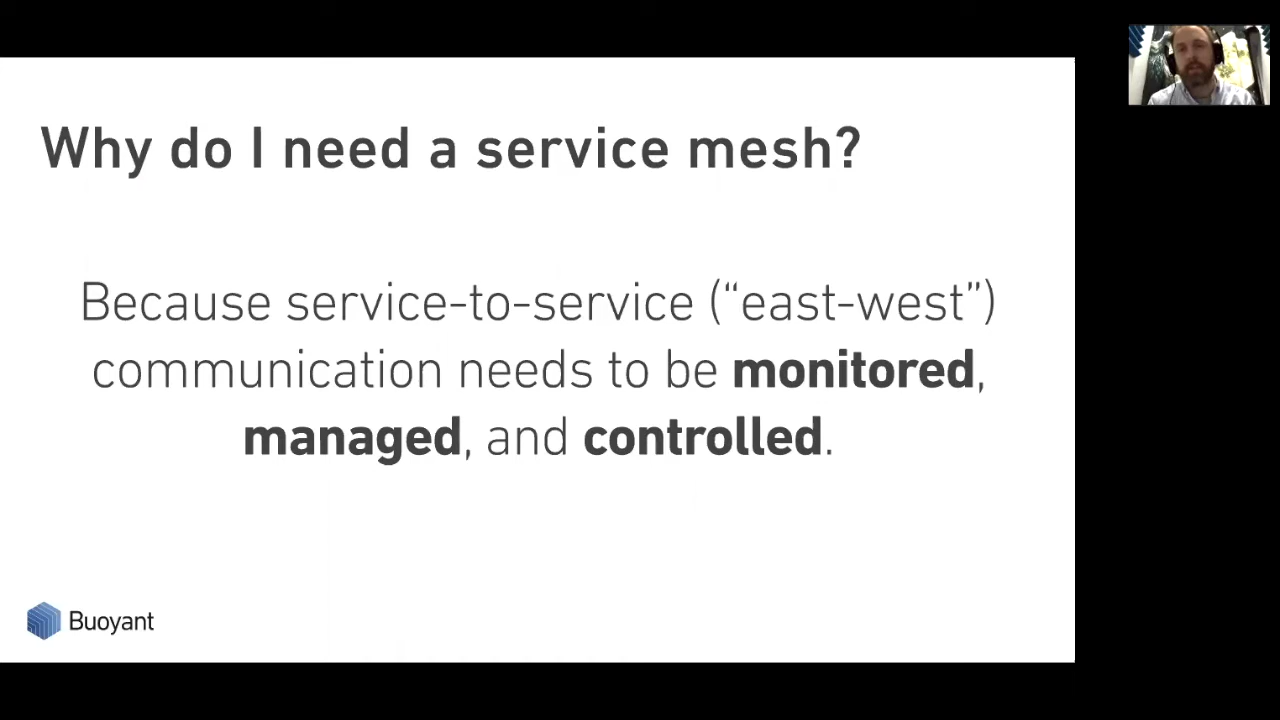 Why do I need a service mesh?
Because service-to-service (“east-west”)
communication needs to be monitored,
managed, and controlled.
Buoyant